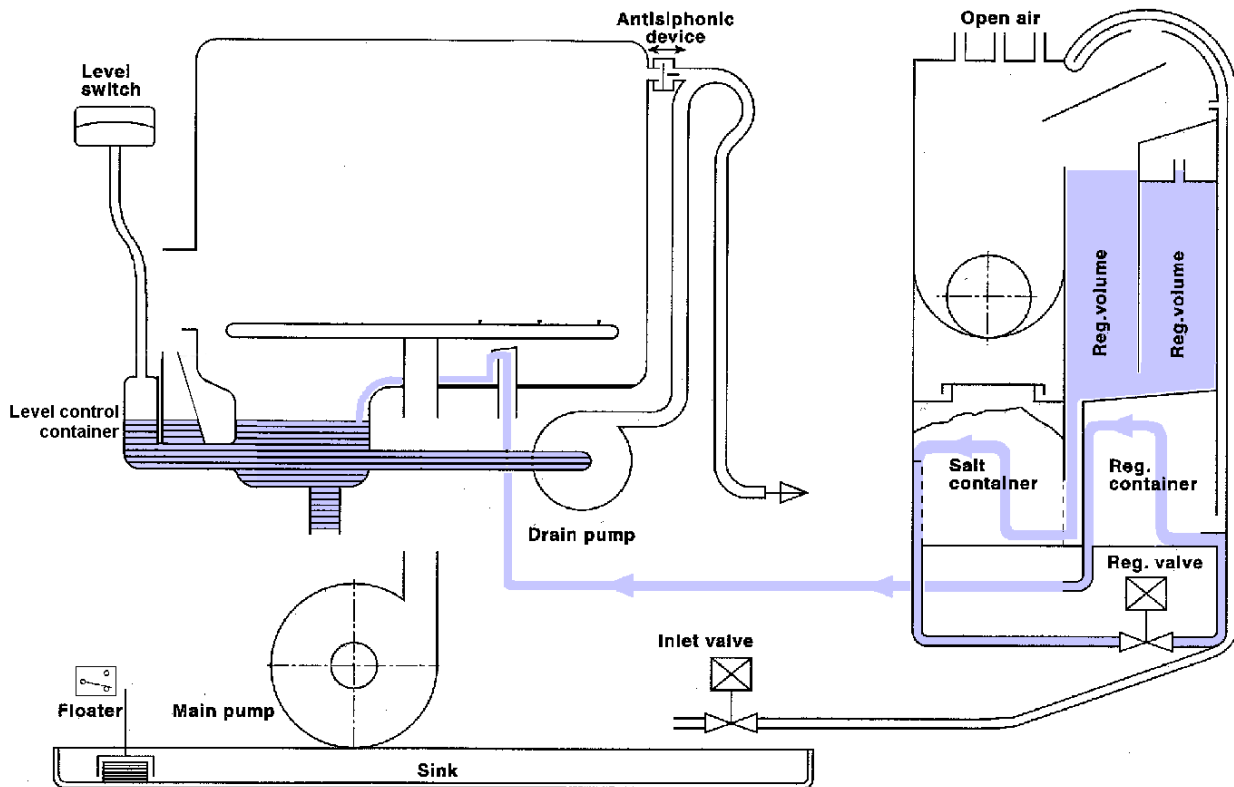 Antisiphonic
device
Open air
Level
switch
Reg.volume
Reg.volume
Level control
container
Salt
container
Reg.
container
Drain pump
Reg. valve
Inlet valve
Floater
Main pump
Sink